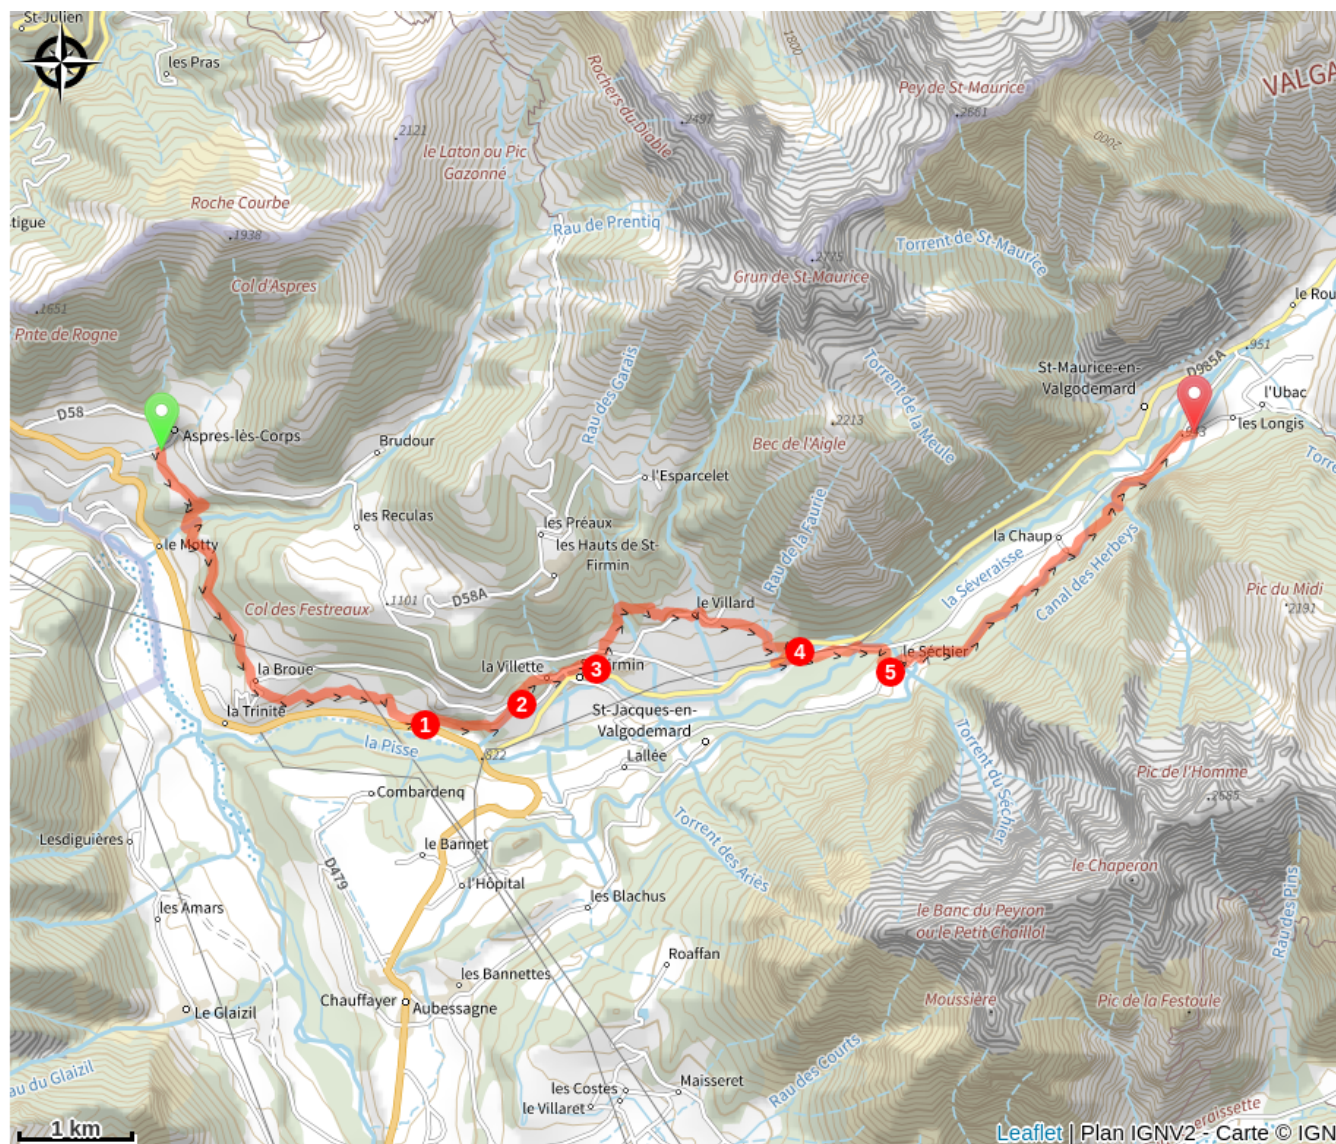 St-Julien
les Pras
1800
Rochers du Diable
Pey de St-Maurice
2661
VALGA
2497
2000
2121
le Laton ou Pic
Gazonné
Roche Courbe
tigue
1938
Rau de Prentiq
Torrent de St-Maurice
2775
Grun de St-Maurice
Col d'Aspres
1651
Pnte de Rogne
le Rou
951
D985A
St-Maurice-en-
Valgodemard
l'Ubac
les Longis
Rau des Garais
Torrent de la Meule
D58
Aspres-lès-Corps
Brudour
2213
Bec de l'Aigle
l'Esparcelet
les Reculas
les Préaux
les Hauts de St-
Firmin
Rau de la Faurie
la Chaup
la Séveraisse
Canal des Herbeys
le Motty
Pic du Midi
2191
Col des Festreaux
1101
D58A
le Villard
la Broue
la Villette
3
4
5
le Séchier
la Trinité
1
2
St-Jacques-en-
Valgodemard
la Pisse
822
Lallée
Torrent du Séchier
Pic de l'Homme
2685
Combardenq
Lesdiguières
D479
le Bannet
l'Hôpital
Torrent des Ariès
le Chaperon
les Amars
les Blachus
le Banc du Peyron
ou le Petit Chaillol
Rau des Pins
Roaffan
les Bannettes
Chauffayer
Aubessagne
Le Glaizil
Moussière
Pic de la Festoule
au du Glaizil
les Costes
le Villaret
Maisseret
Rau des Courts
eraissette
1 km
Leaflet | Plan IGNV2 - Carte © IGN